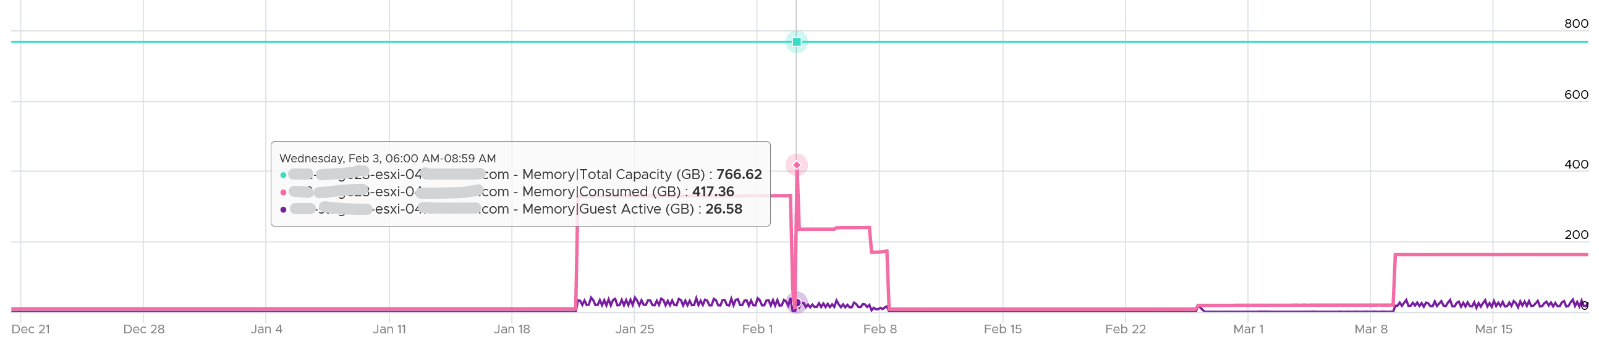 800
600
400
200
0
Wednesday, Feb 3, 06:00 AM-08:59 AM
-esxi-04 .com - Memory|Total Capacity (GB) : 766.62
-esxi-04 .com - Memory|Consumed (GB) : 417.36
-esxi-04 .com - Memory|Guest Active (GB) : 26.58
Dec 21 Dec 28 Jan 4 Jan 11 Jan 18 Jan 25 Feb 1 Feb 8 Feb 15 Feb 22 Mar 1 Mar 8 Mar 15